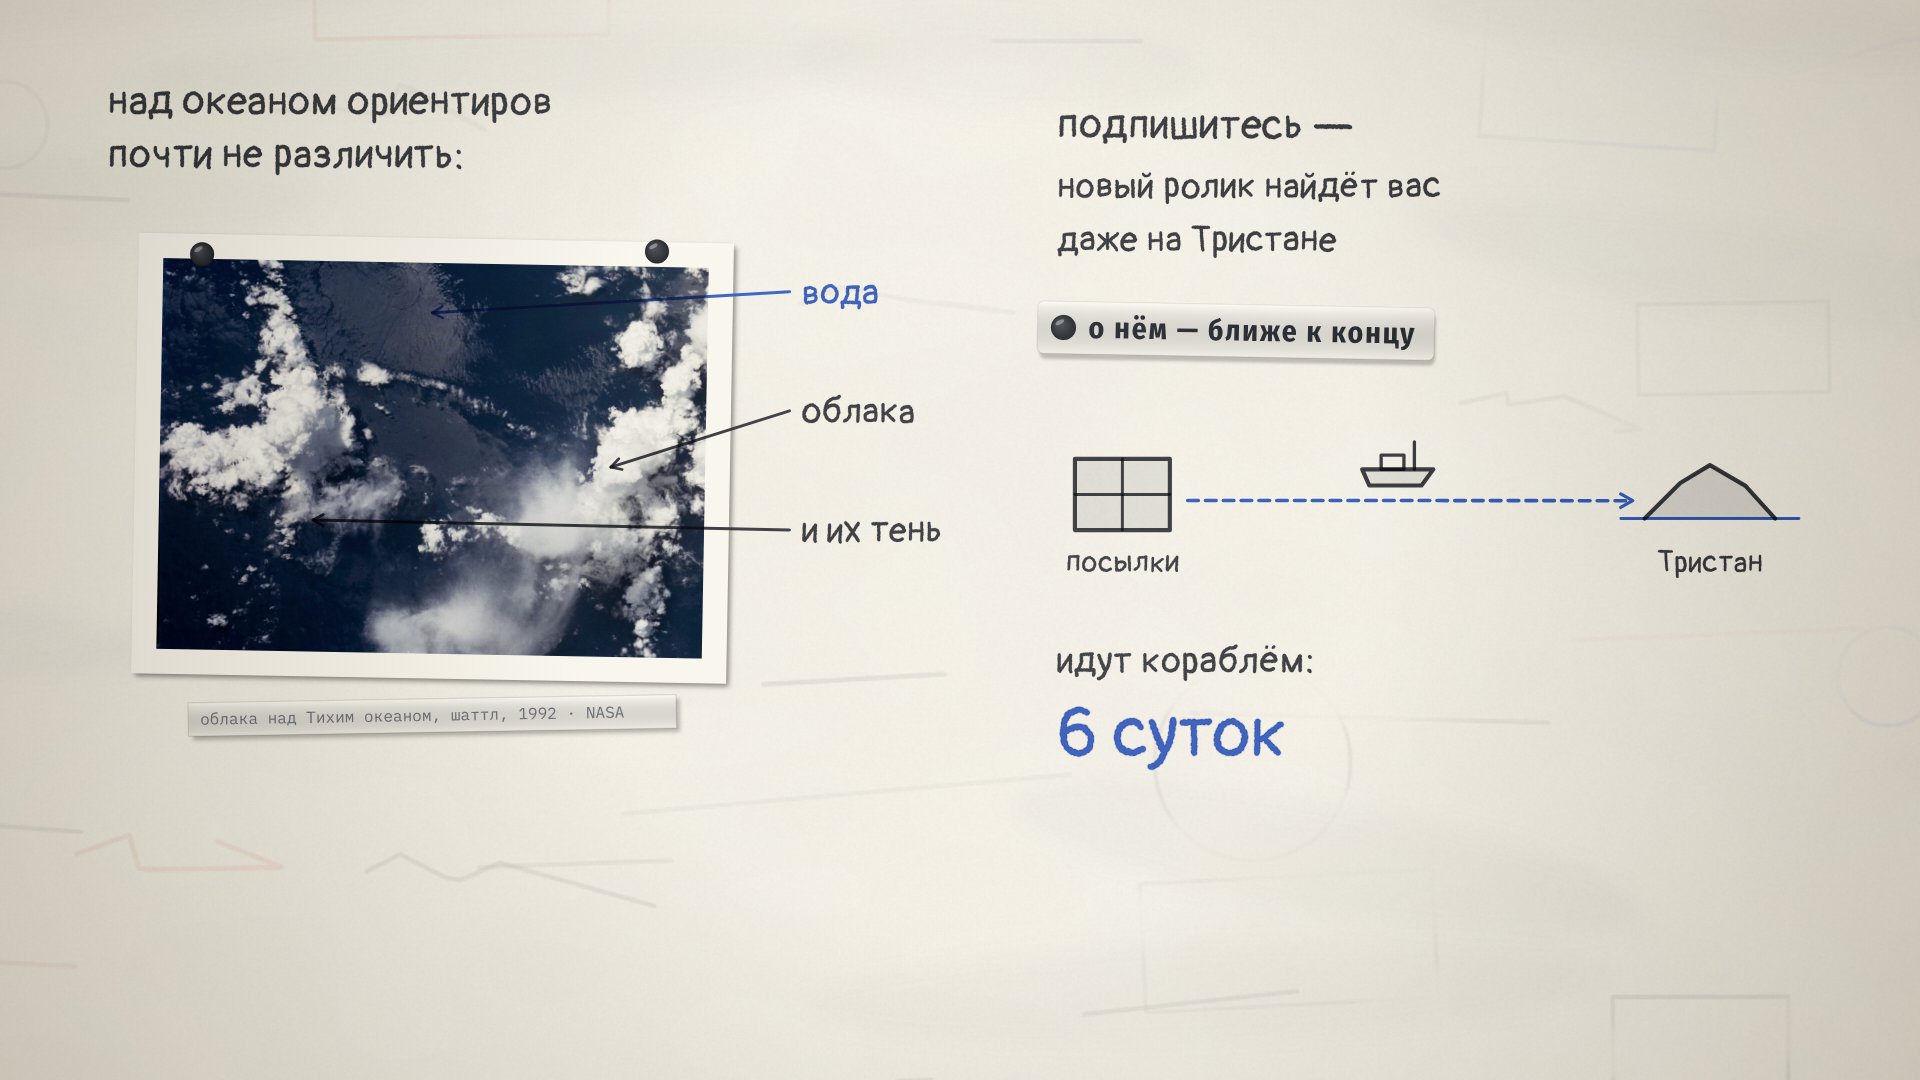 над океаном ориентиров
почти не различить:
вода
облака
и их тень
облака над Тихим океаном, шаттл, 1992 · NASA
подпишитесь —
новый ролик найдёт вас
даже на Тристане
о нём — ближе к концу
посылки
Тристан
идут кораблём:
6 суток